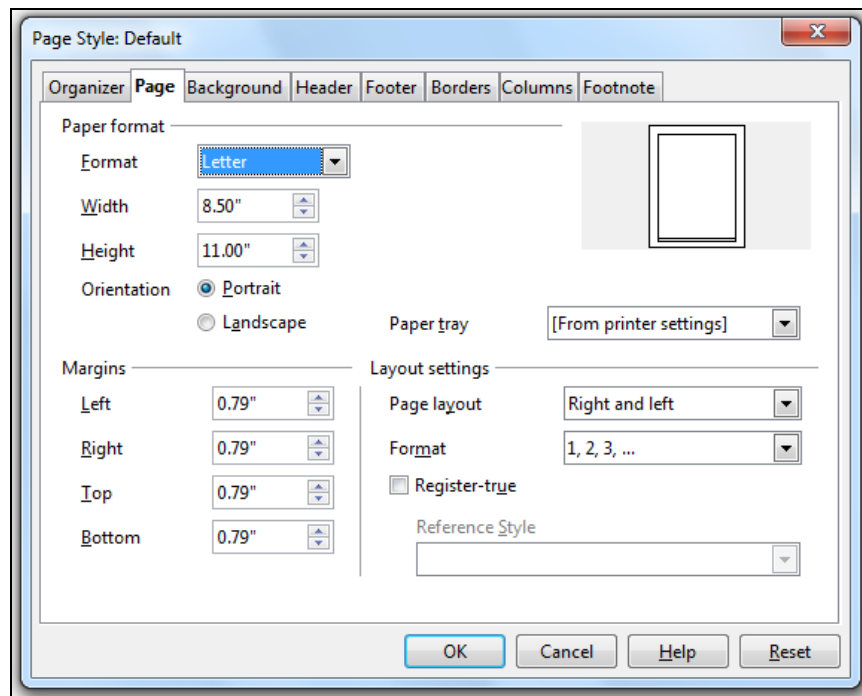 Page Style: Default
Organizer Page Background Header Footer Borders Columns Footnote
Paper format
Format Letter
Width 8.50"
Height 11.00"
Orientation Portrait
Landscape
Paper tray [From printer settings]
Margins
Left 0.79"
Right 0.79"
Top 0.79"
Bottom 0.79"
Layout settings
Page layout Right and left
Format 1, 2, 3, ...
Register-true
Reference Style
OK Cancel Help Reset